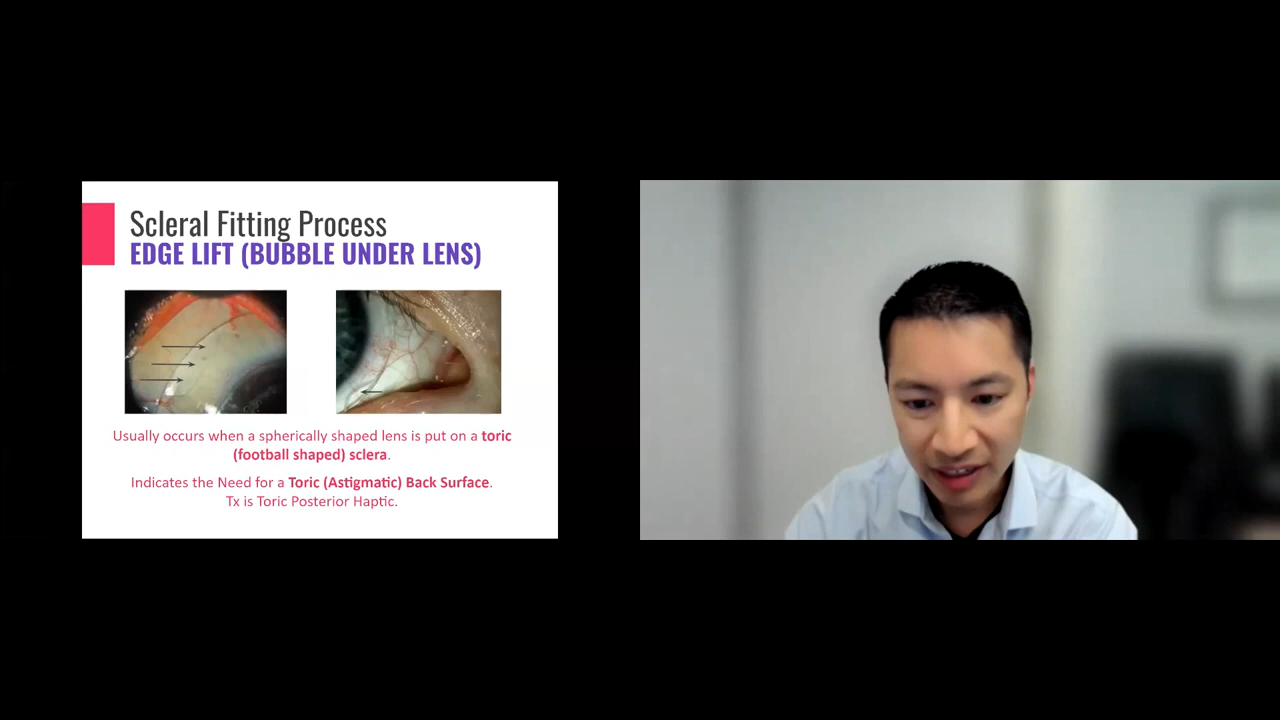 Scleral Fitting Process
EDGE LIFT (BUBBLE UNDER LENS)
Usually occurs when a spherically shaped lens is put on a toric
(football shaped) sclera.
Indicates the Need for a Toric (Astigmatic) Back Surface.
Tx is Toric Posterior Haptic.